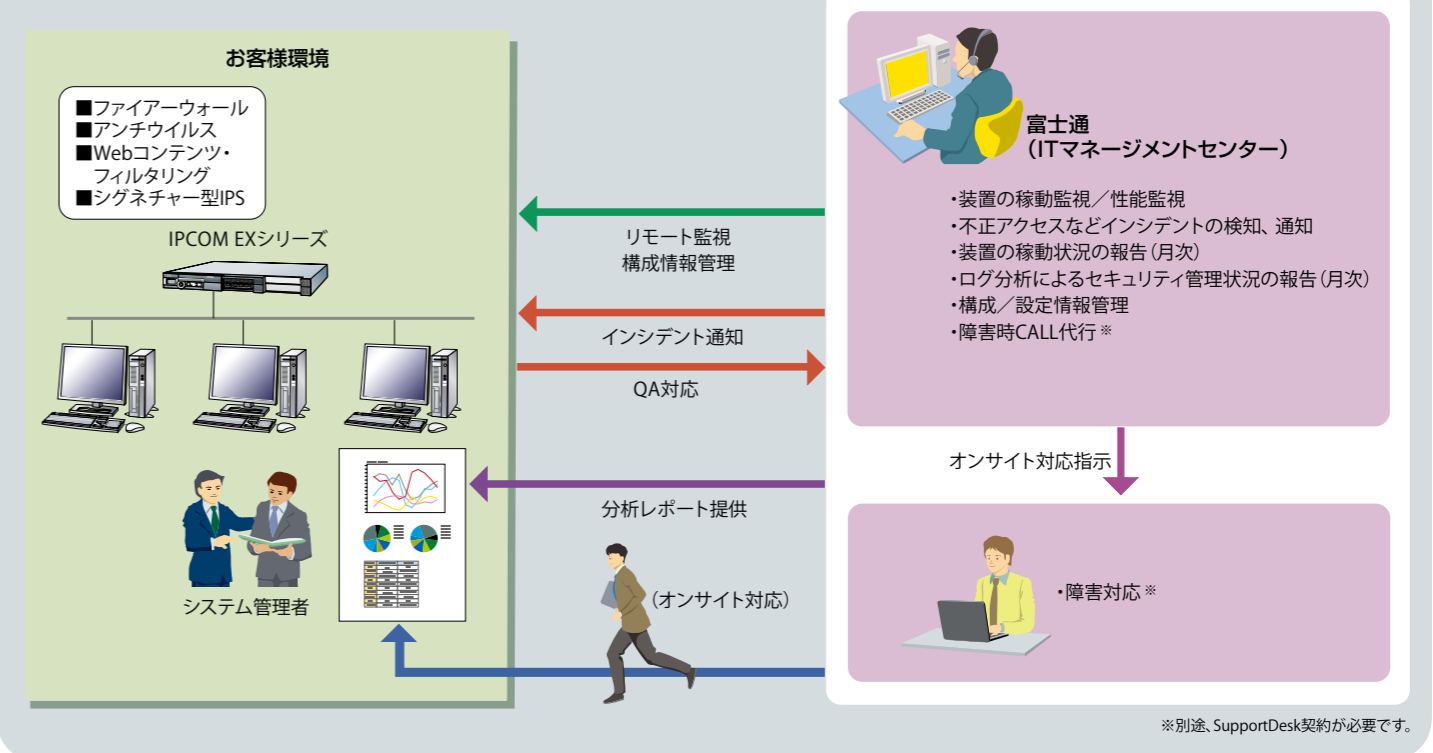 お客様環境
■ファイアーウォール
■アンチウイルス
■Webコンテンツ・
フィルタリング
■シグネチャー型IPS
IPCOM EXシリーズ
システム管理者
リモート監視
構成情報管理
インシデント通知
QA対応
分析レポート提供
（オンサイト対応）
富士通
（ITマネージメントセンター）
・装置の稼動監視／性能監視
・不正アクセスなどインシデントの検知、通知
・装置の稼動状況の報告（月次）
・ログ分析によるセキュリティ管理状況の報告（月次）
・構成／設定情報管理
・障害時CALL代行※
オンサイト対応指示
・障害対応※
※別途、SupportDesk契約が必要です。